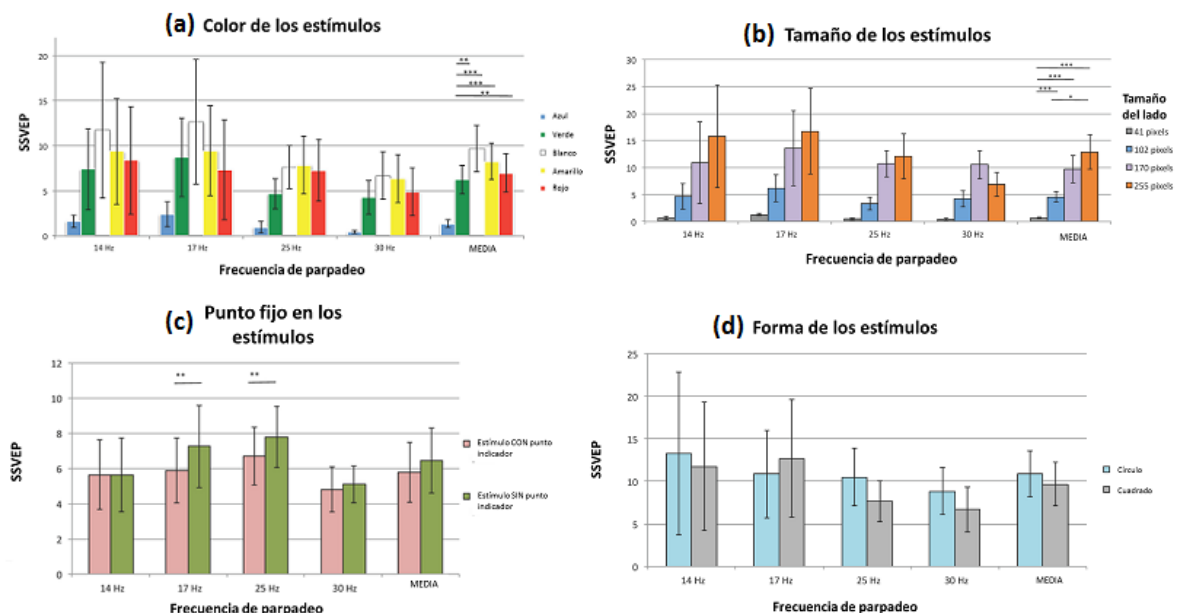 (a) Color de los estímulos
SSVEP
20
15
10
5
0
**
***
***
**
Azul
Verde
Blanco
Amarillo
Rojo
14 Hz
17 Hz
25 Hz
30 Hz
MEDIA
Frecuencia de parpadeo
(b) Tamaño de los estímulos
SSVEP
30
25
20
15
10
5
0
***
***
***
*
Tamaño
del lado
41 pixels
102 pixels
170 pixels
255 pixels
14 Hz
17 Hz
25 Hz
30 Hz
MEDIA
Frecuencia de parpadeo
(c) Punto fijo en los
estímulos
SSVEP
12
10
8
6
4
2
0
**
**
Estímulo CON punto
indicador
Estímulo SIN punto
indicador
14 Hz
17 Hz
25 Hz
30 Hz
MEDIA
Frecuencia de parpadeo
(d) Forma de los estímulos
SSVEP
25
20
15
10
5
0
Círculo
Cuadrado
14 Hz
17 Hz
25 Hz
30 Hz
MEDIA
Frecuencia de parpadeo